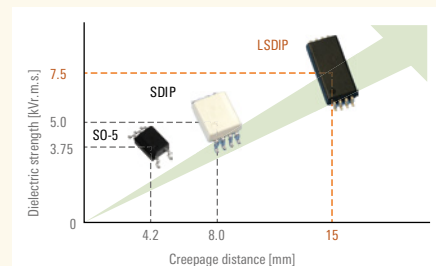 LSDIP
7.5
SDIP
5.0
SO-5
3.75
0
4.2
8.0
15
Dielectric strength [kVr.m.s.]
Creepage distance [mm]